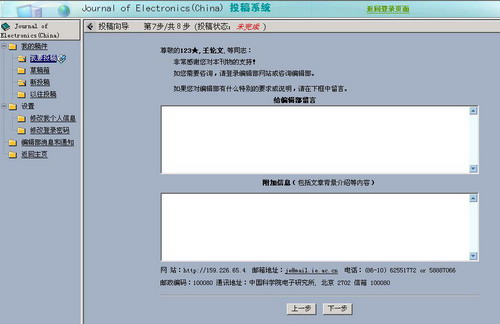 Journal of Electronics(China) 投稿系统
返回登录页面
Journal of
Electronics(China)
投稿向导 第7步/共8步 (投稿状态: 未完成 )
我的稿件
草稿箱
新投稿
以往投稿
设置
修改我个人信息
修改登录密码
编辑部消息和通知
返回主页
尊敬的123★, 王轮文, 等同志:
非常感谢您对本刊物的支持!
如您需要咨询, 请登录编辑部网站或咨询编辑部。
如果您对编辑部有什么特别的要求或说明, 请在下框中留言。
给编辑部留言
附加信息 (包括文章背景介绍等内容)
网 站: http://159.226.65.4 邮箱地址: je@mail.ie.ac.cn 电话: (86-10) 62551772 or 58887066
邮政编码: 100080 通讯地址: 中国科学院电子研究所, 北京 2702 信箱 100080
上一步 下一步